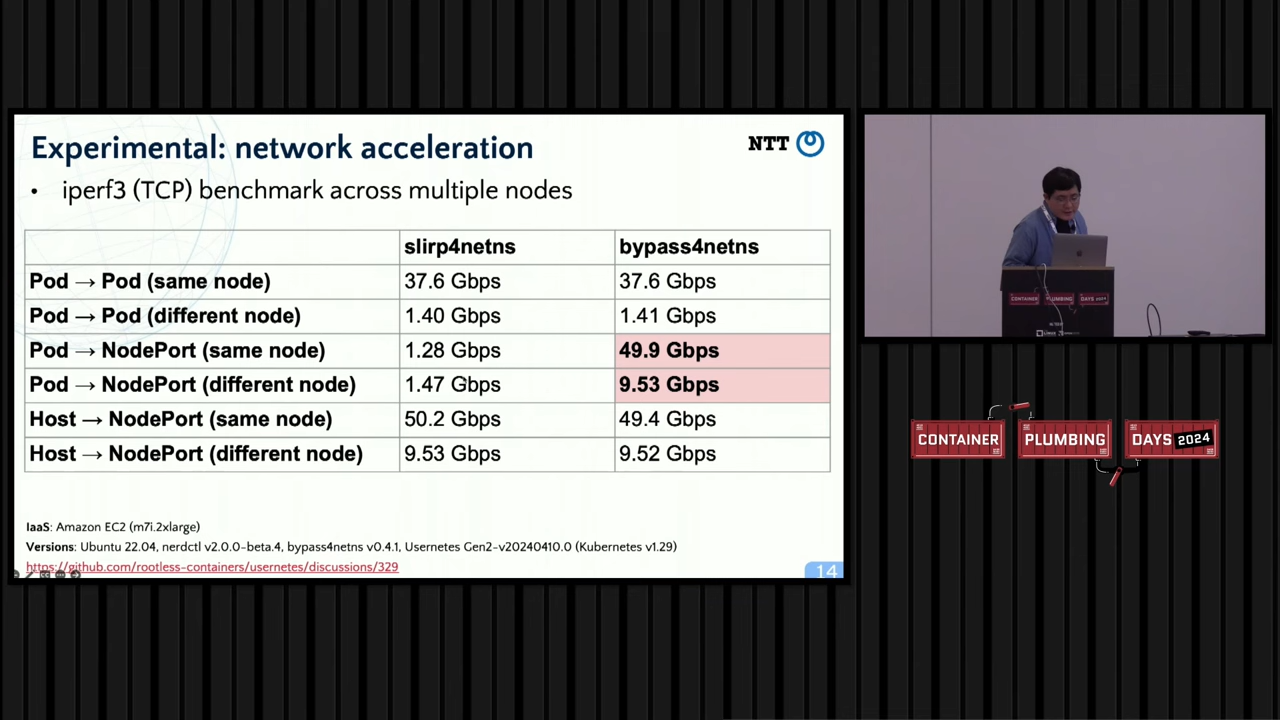 Experimental: network acceleration
NTT
• iperf3 (TCP) benchmark across multiple nodes
slirp4netns bypass4netns
Pod → Pod (same node) 37.6 Gbps 37.6 Gbps
Pod → Pod (different node) 1.40 Gbps 1.41 Gbps
Pod → NodePort (same node) 1.28 Gbps 49.9 Gbps
Pod → NodePort (different node) 1.47 Gbps 9.53 Gbps
Host → NodePort (same node) 50.2 Gbps 49.4 Gbps
Host → NodePort (different node) 9.53 Gbps 9.52 Gbps
IaaS: Amazon EC2 (m7i.2xlarge)
Versions: Ubuntu 22.04, nerdctl v2.0.0-beta.4, bypass4netns v0.4.1, Usernetes Gen2-v20240410.0 (Kubernetes v1.29)
https://github.com/rootless-containers/usernetes/discussions/329
14
CONTAINER PLUMBING DAYS 2024
CONTAINER PLUMBING DAYS 2024